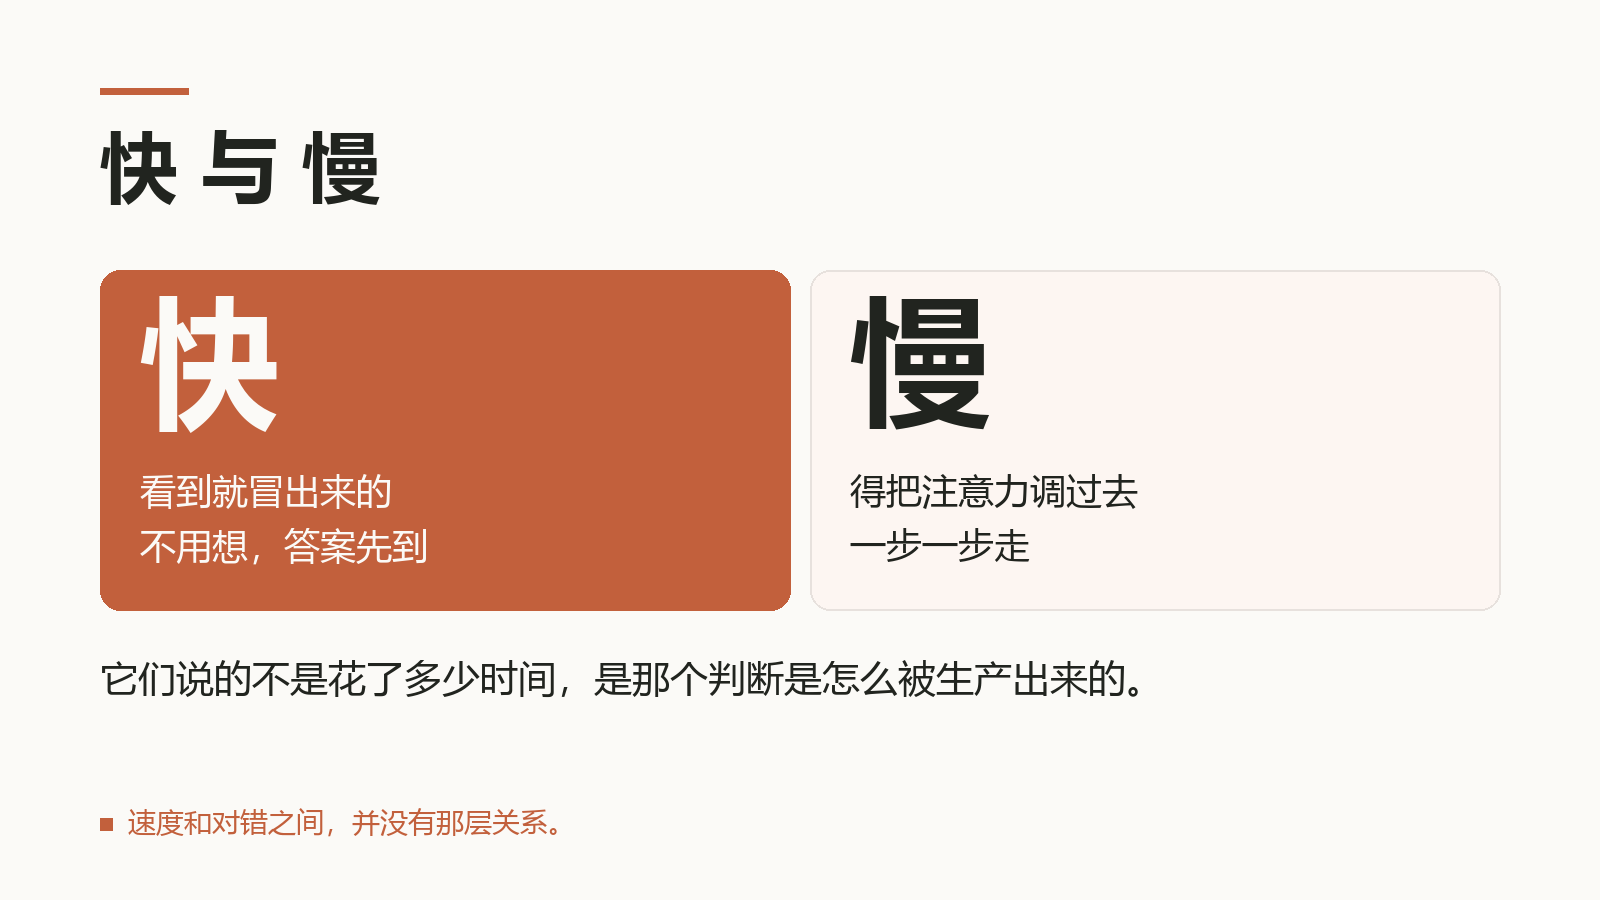 快与慢
快
看到就冒出来的
不用想，答案先到
慢
得把注意力调过去
一步一步走
它们说的不是花了多少时间，是那个判断是怎么被生产出来的。
速度和对错之间，并没有那层关系。